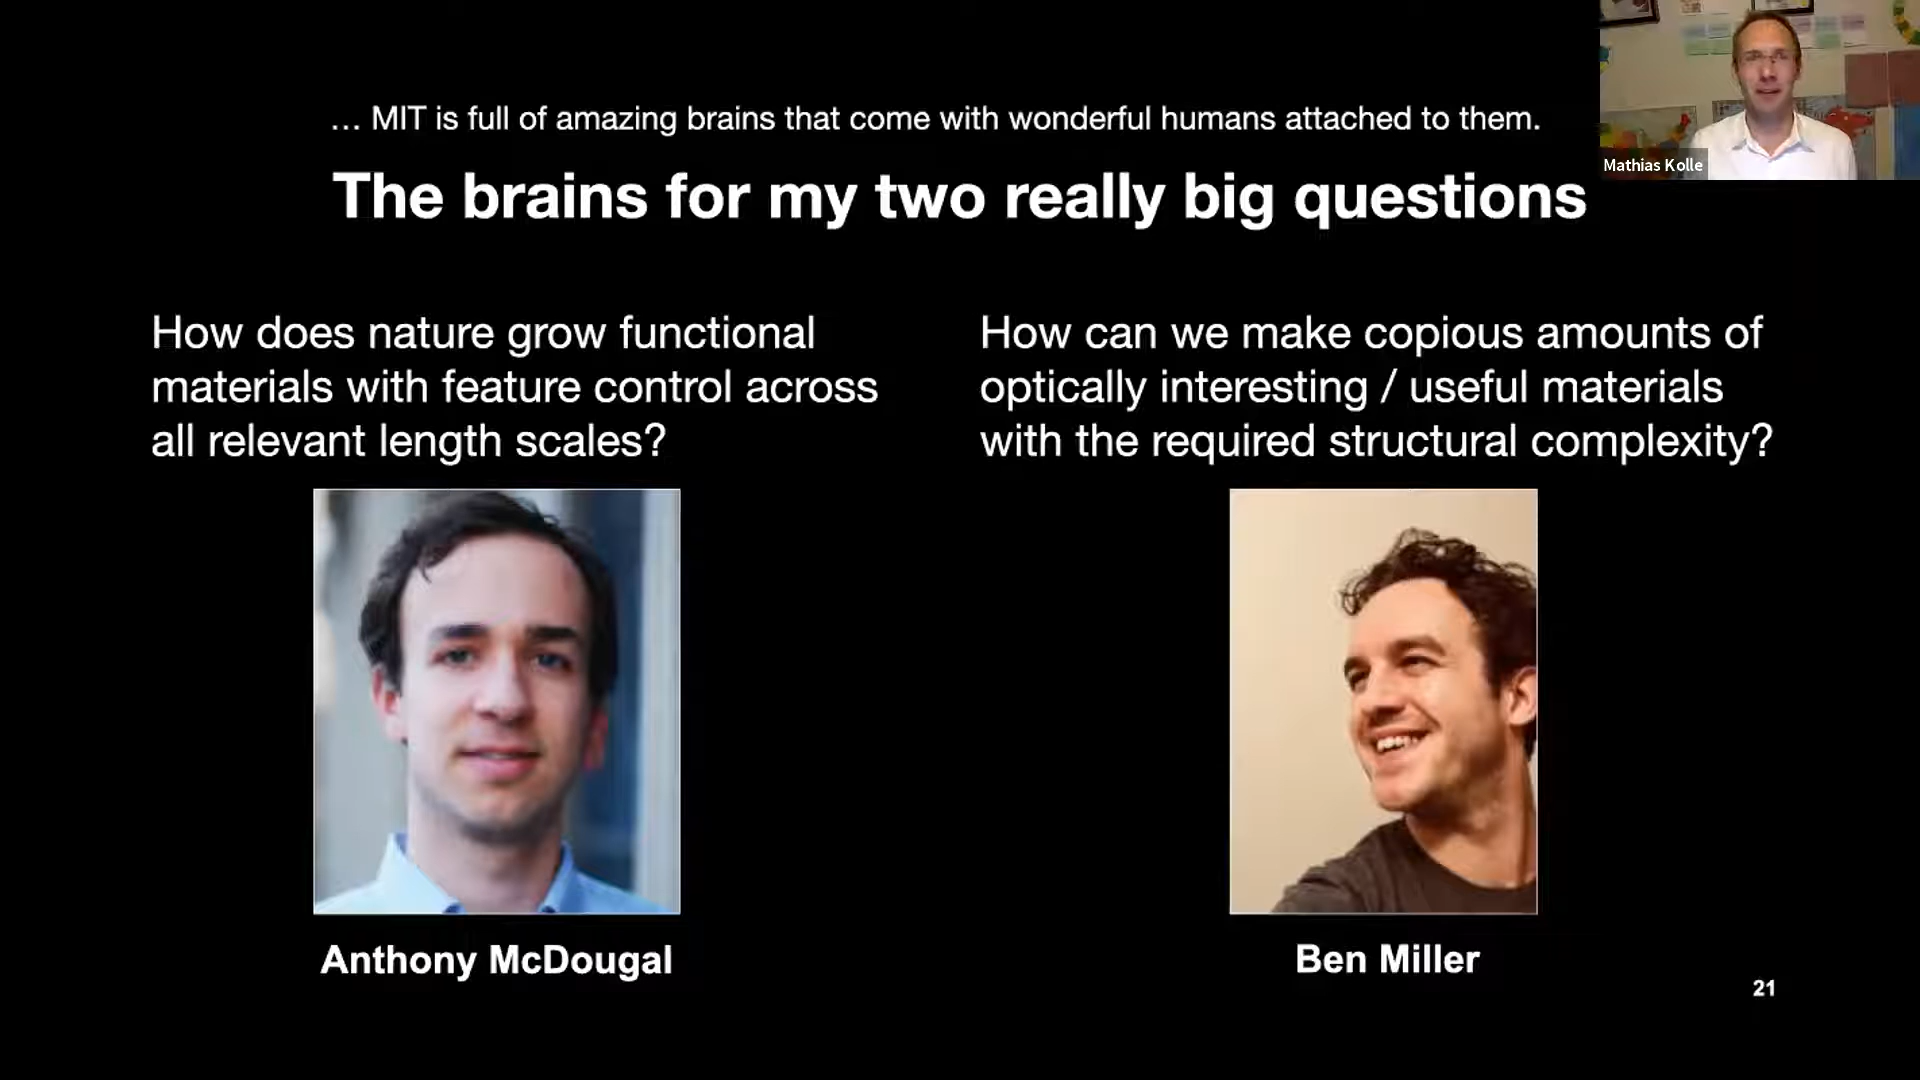 … MIT is full of amazing brains that come with wonderful humans attached to them.
The brains for my two really big questions
Mathias Kolle
How does nature grow functional
materials with feature control across
all relevant length scales?
How can we make copious amounts of
optically interesting / useful materials
with the required structural complexity?
Anthony McDougal
Ben Miller
21